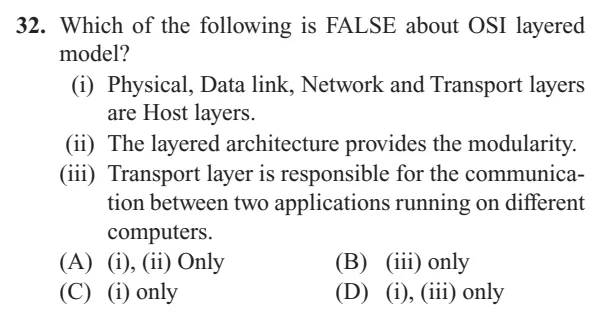 32. Which of the following is FALSE about OSI layered
model?
(i) Physical, Data link, Network and Transport layers
are Host layers.
(ii) The layered architecture provides the modularity.
(iii) Transport layer is responsible for the communica-
tion between two applications running on different
computers.
(A) (i), (ii) Only (B) (iii) only
(C) (i) only (D) (i), (iii) only